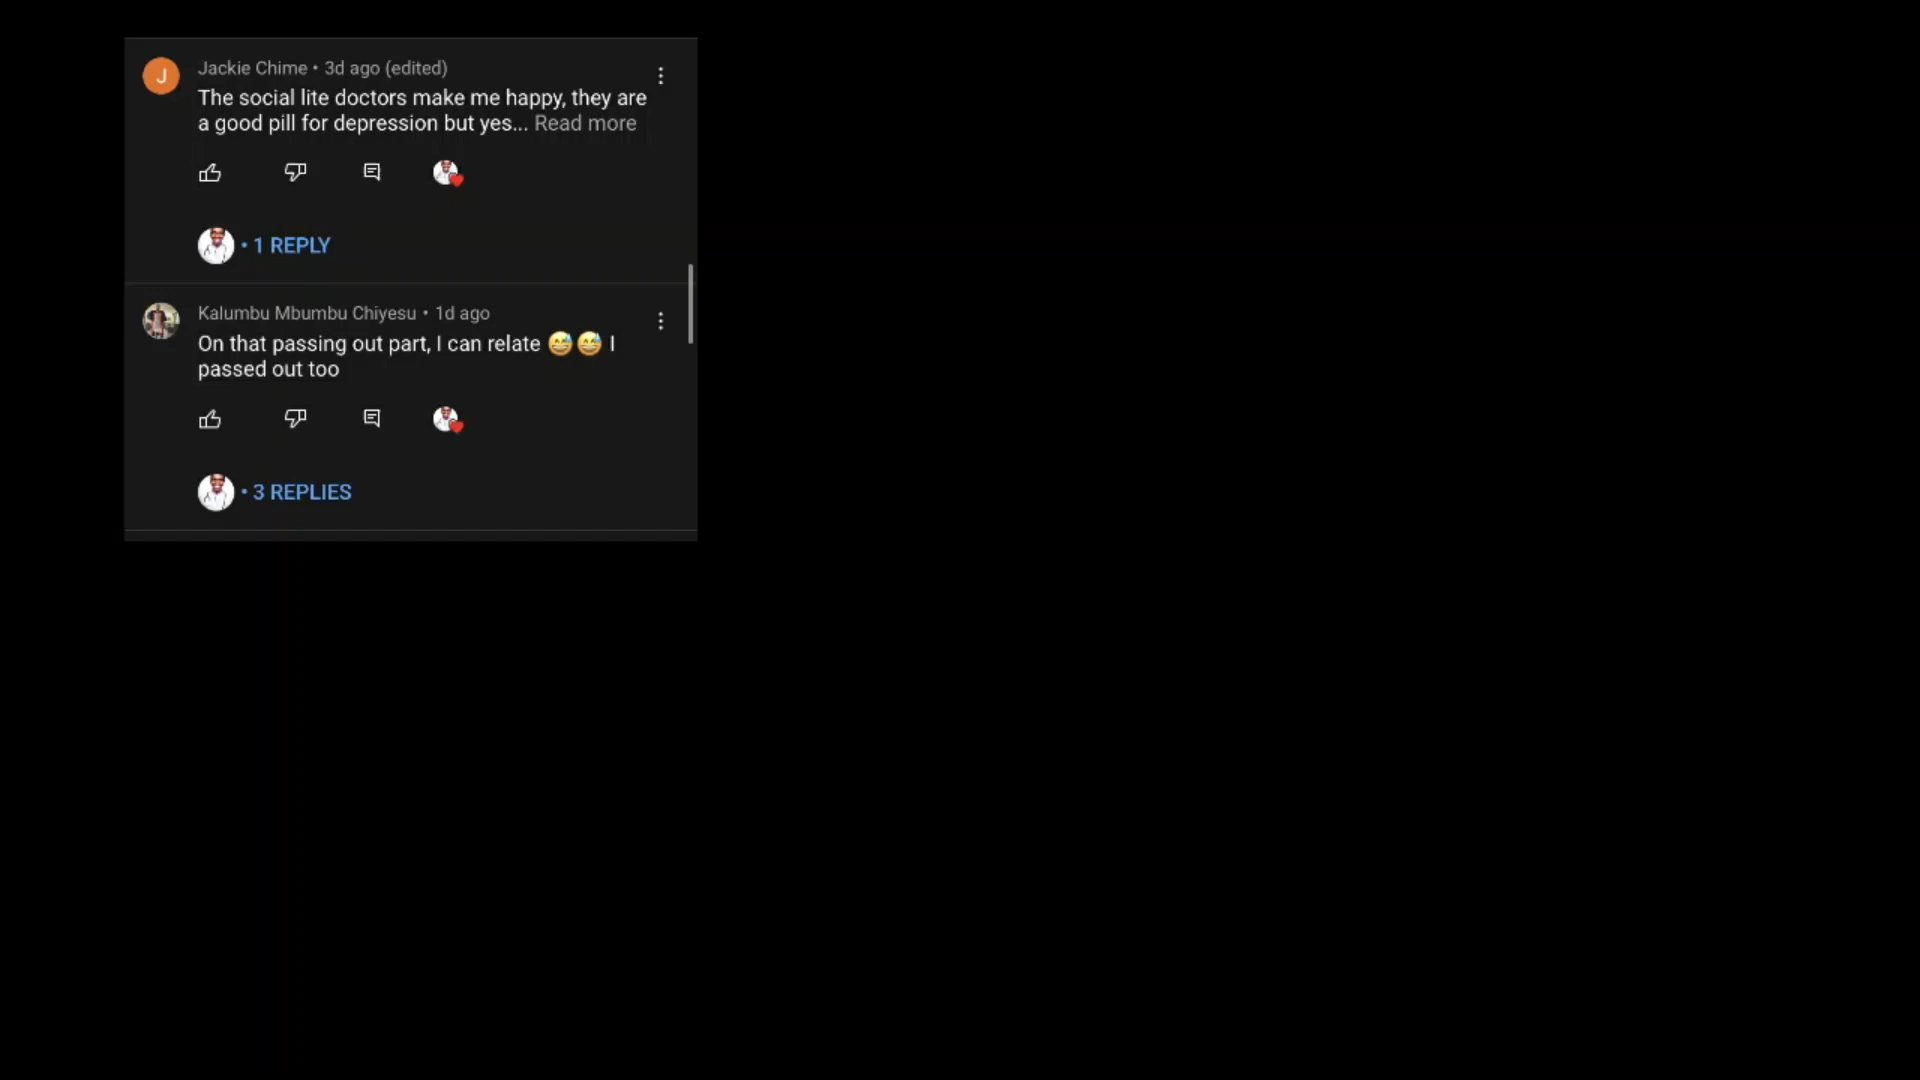 J
Jackie Chime • 3d ago (edited)
The social lite doctors make me happy, they are
a good pill for depression but yes... Read more
• 1 REPLY
Kalumbu Mbumbu Chiyesu • 1d ago
On that passing out part, I can relate 😅😅 I
passed out too
• 3 REPLIES